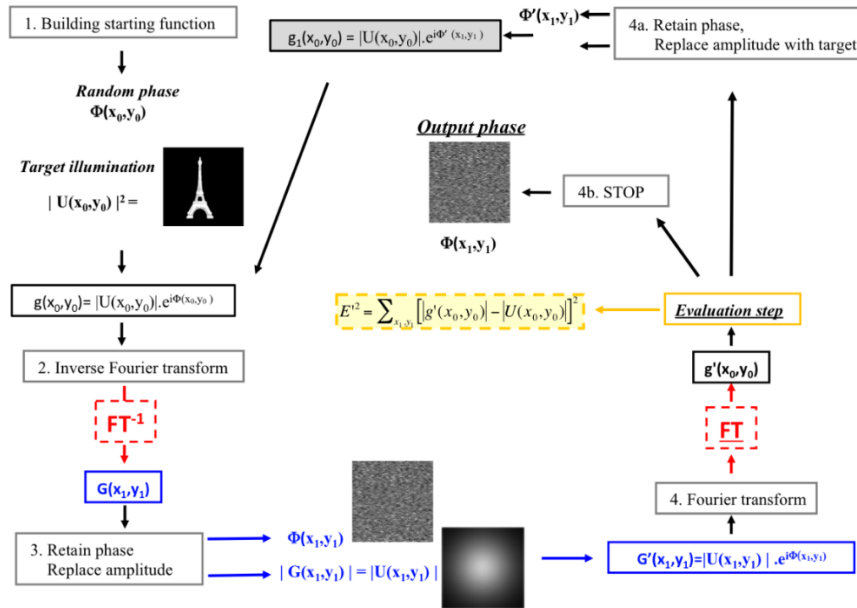 1. Building starting function
Random phase
Φ(x₀,y₀)
Target illumination
| U(x₀,y₀) |² =
g(x₀,y₀)= |U(x₀,y₀)|.e^{iΦ(x₀,y₀)}
2. Inverse Fourier transform
FT⁻¹
G(x₁,y₁)
3. Retain phase
Replace amplitude
Φ(x₁,y₁)
| G(x₁,y₁) | = |U(x₁,y₁) |
G'(x₁,y₁)=|U(x₁,y₁) | .e^{iΦ(x₁,y₁)}
4. Fourier transform
FT
g'(x₀,y₀)
Evaluation step
E'² = ∑_{x₁,y₁} [|g'(x₀,y₀)| − |U(x₀,y₀)|]²
4b. STOP
Output phase
Φ(x₁,y₁)
4a. Retain phase,
Replace amplitude with target
Φ'(x₁,y₁)
g₁(x₀,y₀) = |U(x₀,y₀)|.e^{iΦ' (x₁,y₁)}